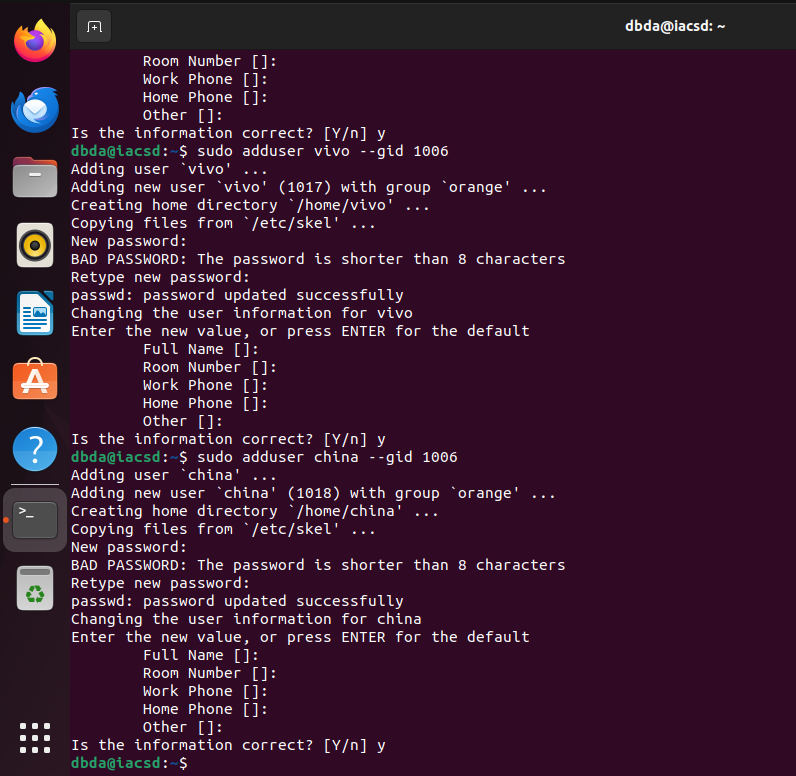 dbda@iacsd: ~
Room Number []:
Work Phone []:
Home Phone []:
Other []:
Is the information correct? [Y/n] y
dbda@iacsd:~$ sudo adduser vivo --gid 1006
Adding user `vivo' ...
Adding new user `vivo' (1017) with group `orange' ...
Creating home directory `/home/vivo' ...
Copying files from `/etc/skel' ...
New password:
BAD PASSWORD: The password is shorter than 8 characters
Retype new password:
passwd: password updated successfully
Changing the user information for vivo
Enter the new value, or press ENTER for the default
Full Name []:
Room Number []:
Work Phone []:
Home Phone []:
Other []:
Is the information correct? [Y/n] y
dbda@iacsd:~$ sudo adduser china --gid 1006
Adding user `china' ...
Adding new user `china' (1018) with group `orange' ...
Creating home directory `/home/china' ...
Copying files from `/etc/skel' ...
New password:
BAD PASSWORD: The password is shorter than 8 characters
Retype new password:
passwd: password updated successfully
Changing the user information for china
Enter the new value, or press ENTER for the default
Full Name []:
Room Number []:
Work Phone []:
Home Phone []:
Other []:
Is the information correct? [Y/n] y
dbda@iacsd:~$